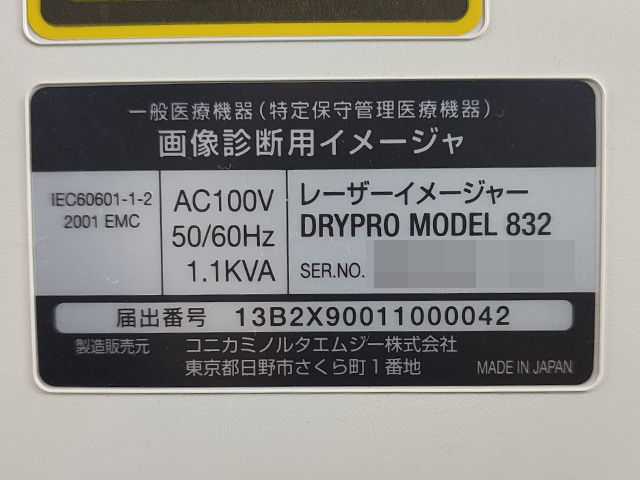 一般医療機器(特定保守管理医療機器)
画像診断用イメージャ
IEC60601-1-2
2001 EMC
AC100V
50/60Hz
1.1KVA
レーザーイメージャー
DRYPRO MODEL 832
SER.NO.
届出番号 13B2X90011000042
製造販売元 コニカミノルタエムジー株式会社
東京都日野市さくら町1番地
MADE IN JAPAN